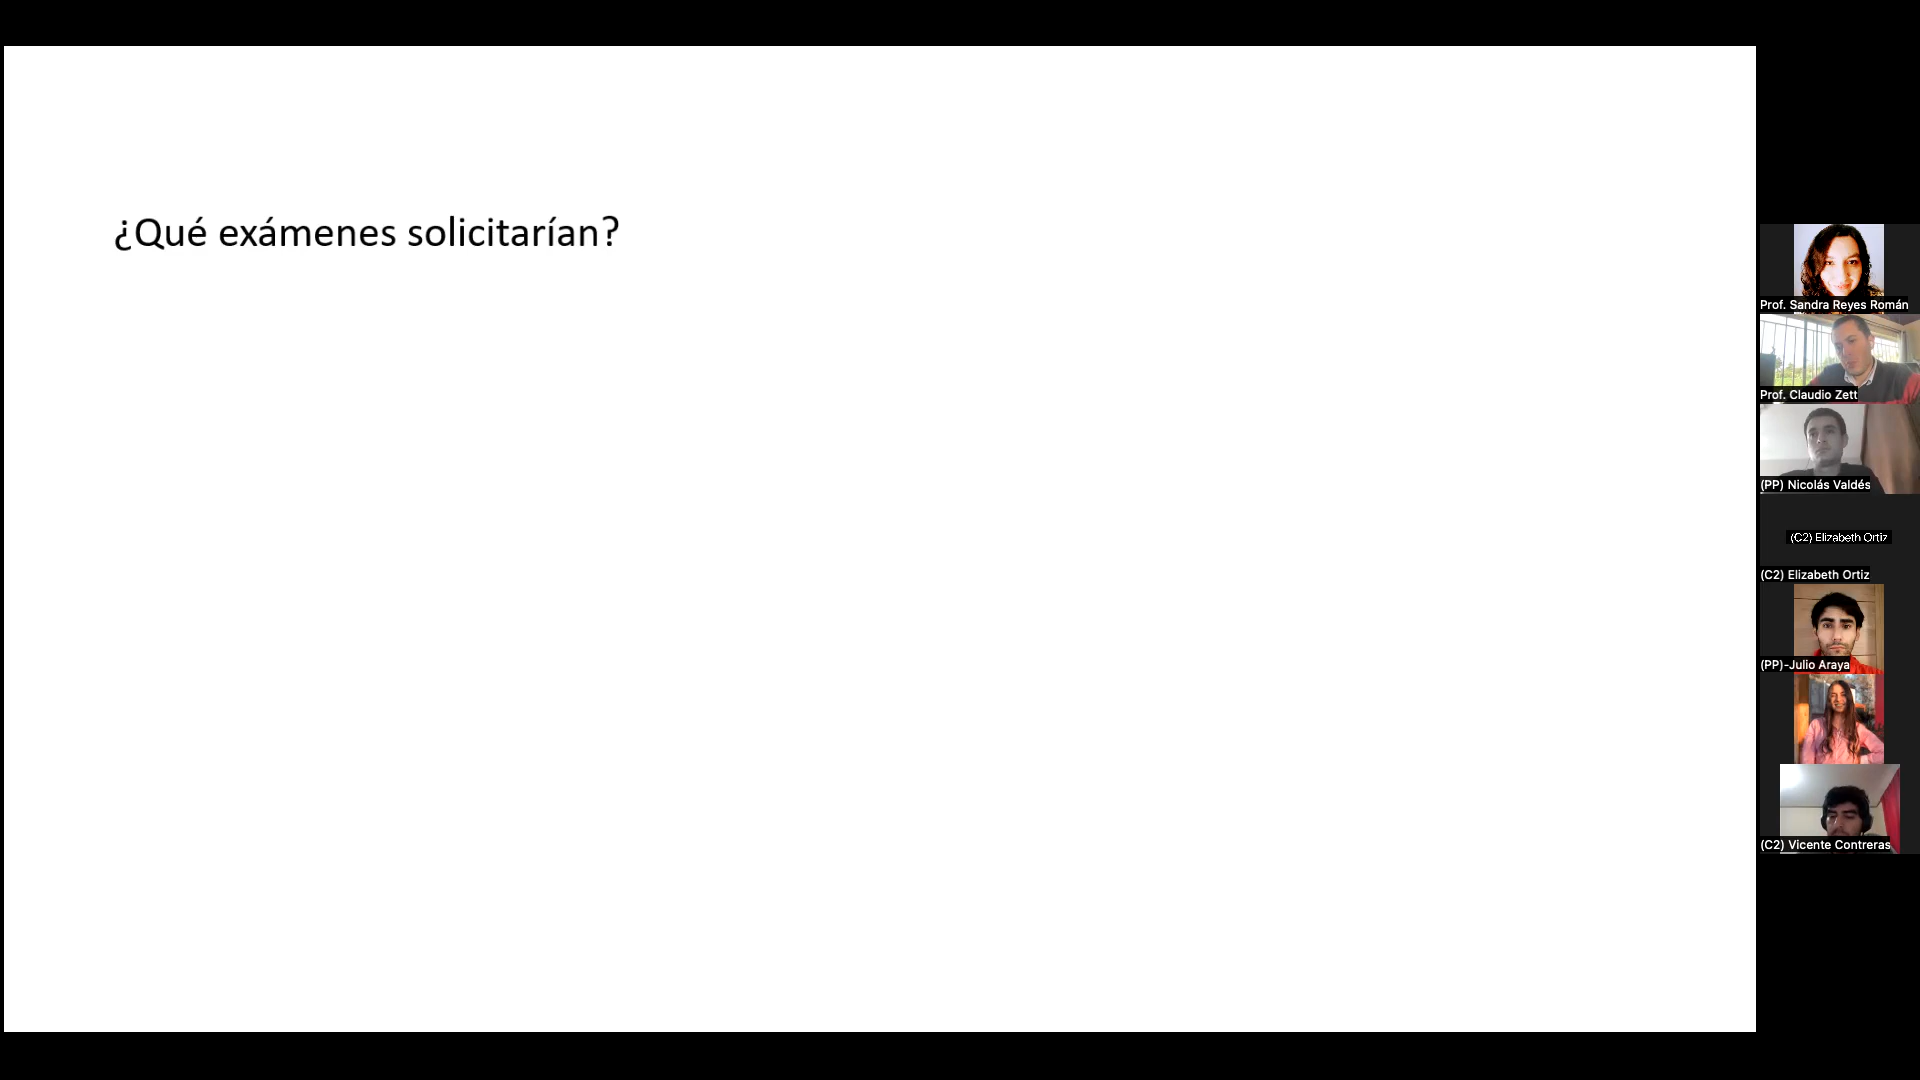 ¿Qué exámenes solicitarían?
Prof. Sandra Reyes Román
Prof. Claudio Zett
(PP) Nicolás Valdés
(C2) Elizabeth Ortiz
(C2) Elizabeth Ortiz
(PP)-Julio Araya
(C2) Vicente Contreras